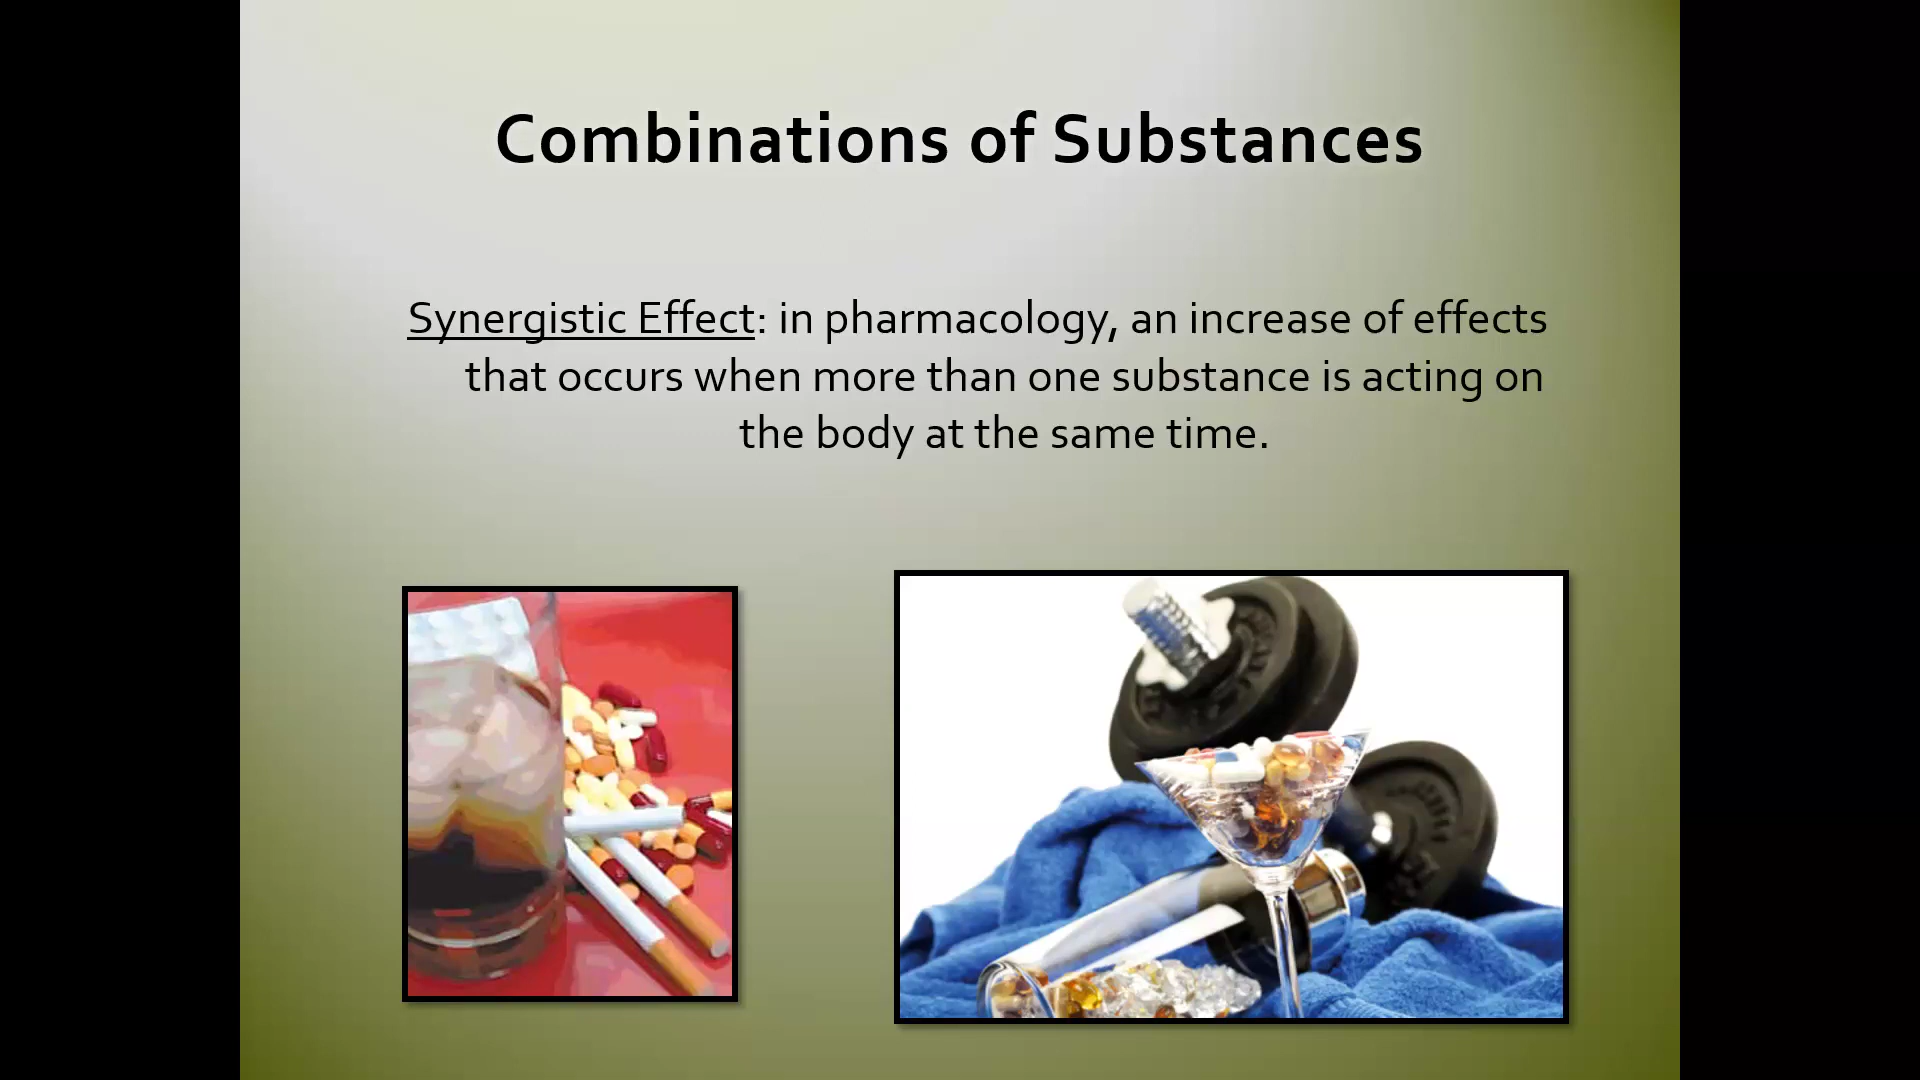 Combinations of Substances
Synergistic Effect: in pharmacology, an increase of effects
that occurs when more than one substance is acting on
the body at the same time.